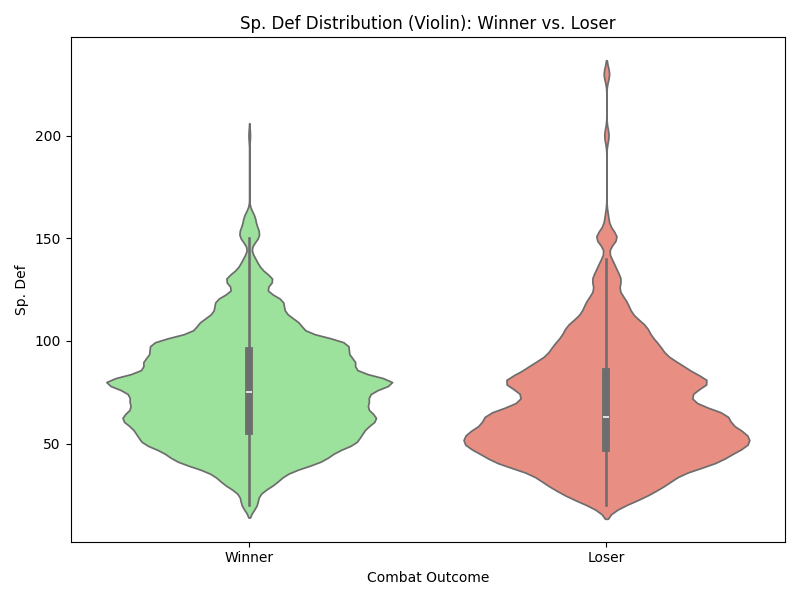 Sp. Def Distribution (Violin): Winner vs. Loser
200
150
100
50
Sp. Def
Winner
Loser
Combat Outcome